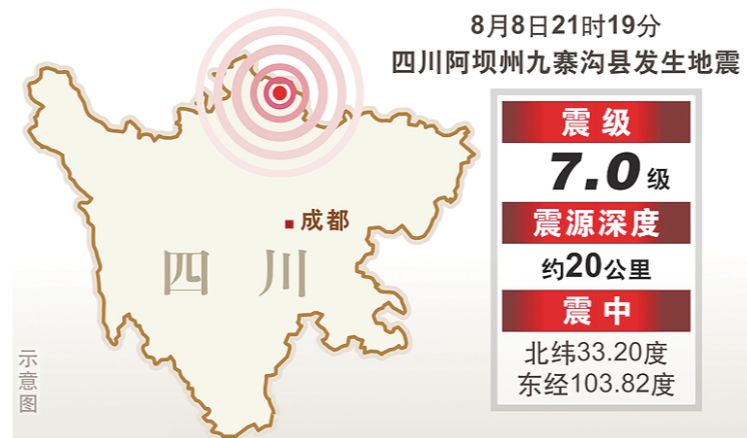 8月8日21时19分
四川阿坝州九寨沟县发生地震
震级
7.0级
震源深度
约20公里
震中
北纬33.20度
东经103.82度
成都
四川
示意图